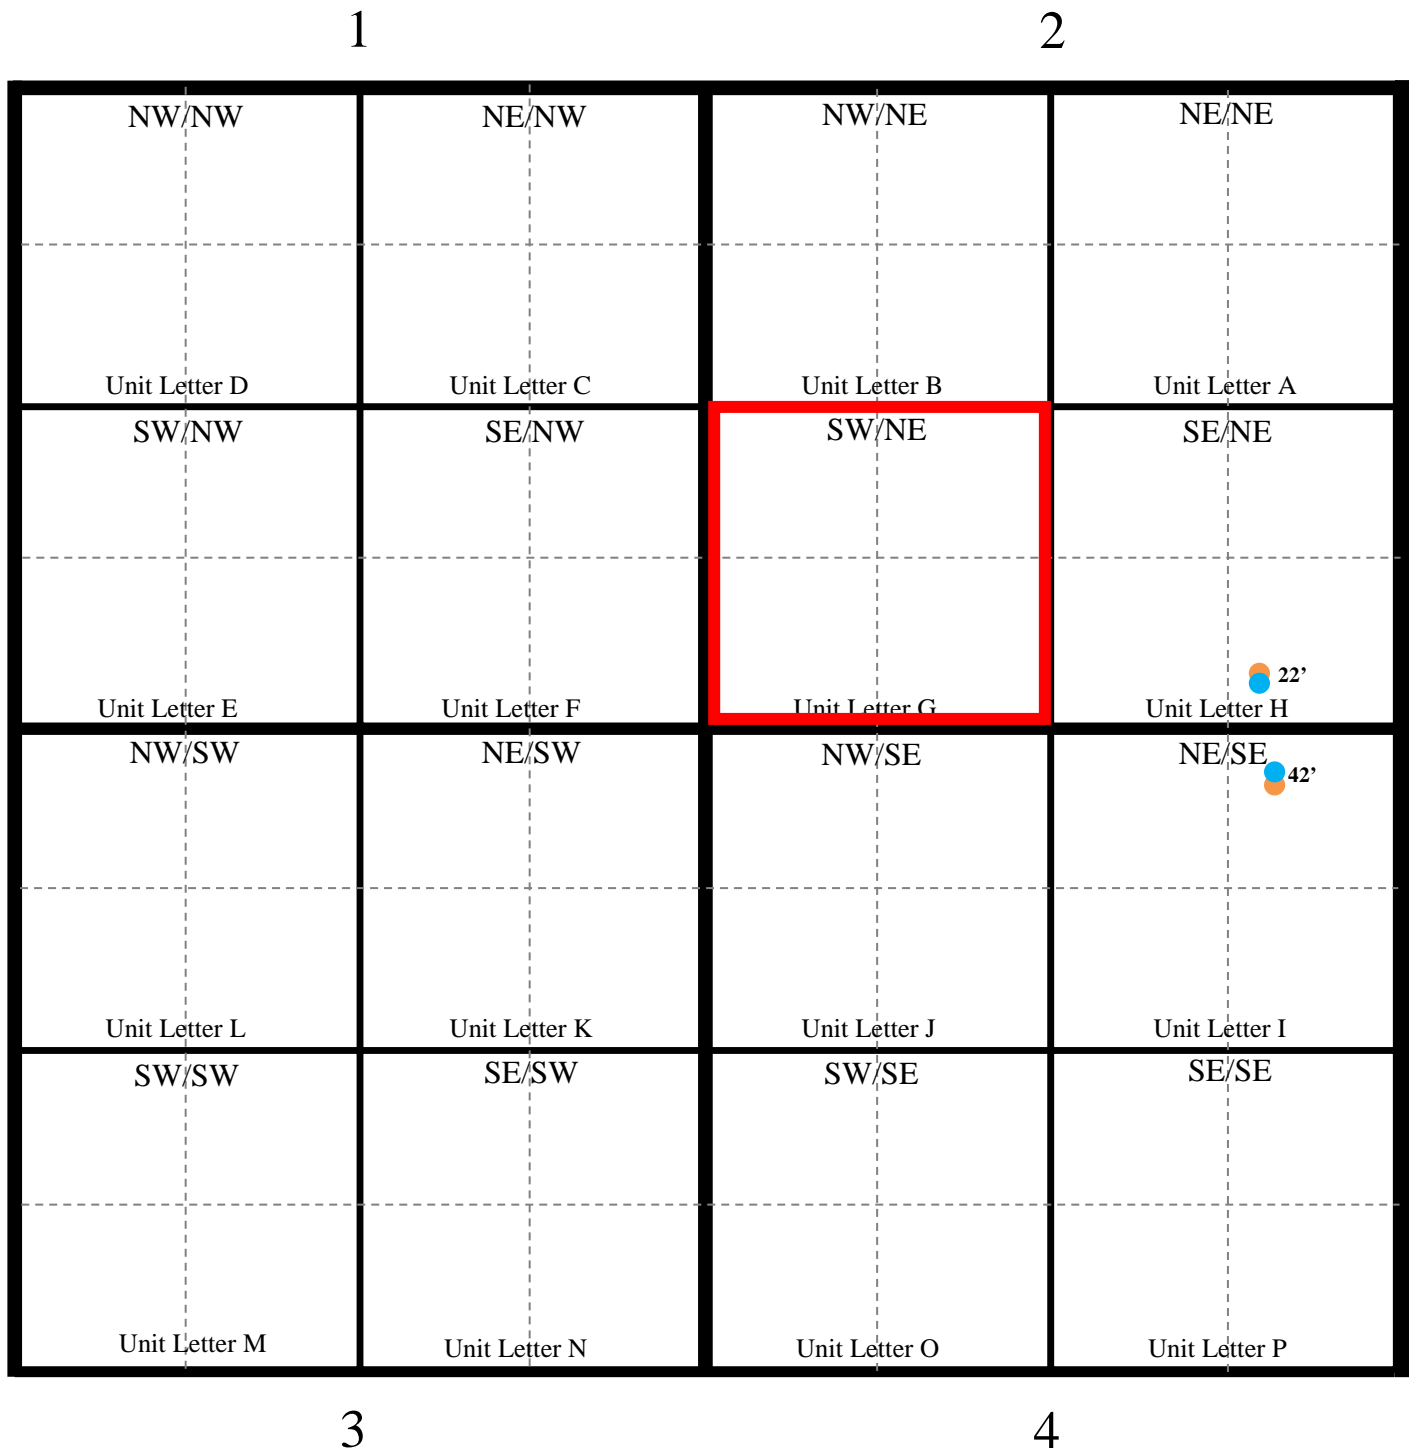 1 2
NW/NW NE/NW NW/NE NE/NE
Unit Letter D Unit Letter C Unit Letter B Unit Letter A
SW/NW SE/NW SW/NE SE/NE
22’
Unit Letter E Unit Letter F Unit Letter G Unit Letter H
NW/SW NE/SW NW/SE NE/SE
42’
Unit Letter L Unit Letter K Unit Letter J Unit Letter I
SW/SW SE/SW SW/SE SE/SE
Unit Letter M Unit Letter N Unit Letter O Unit Letter P
3 4